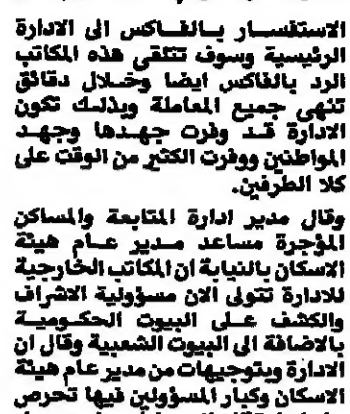 الاستفسار بالفاكس الى الادارة
الرئيسية وسوف تتلقى هذه المكاتب
الرد بالفاكس ايضا وخلال دقائق
تنهى جميع المعاملة وبذلك تكون
الادارة قد وفرت جهدها وجهد
المواطنين ووفرت الكثير من الوقت على
كلا الطرفين.
وقال مدير ادارة المتابعة والمساكن
المؤجرة مساعد مدير عام هيئة
الاسكان بالنيابة ان المكاتب الخارجية
للادارة تتولى الان مسؤولية الاشراف
والكشف على البيوت الحكومية
بالاضافة الى البيوت الشعبية وقال ان
الادارة وبتوجيهات من مدير عام هيئة
الاسكان وكبار المسؤولين فيها تحرص